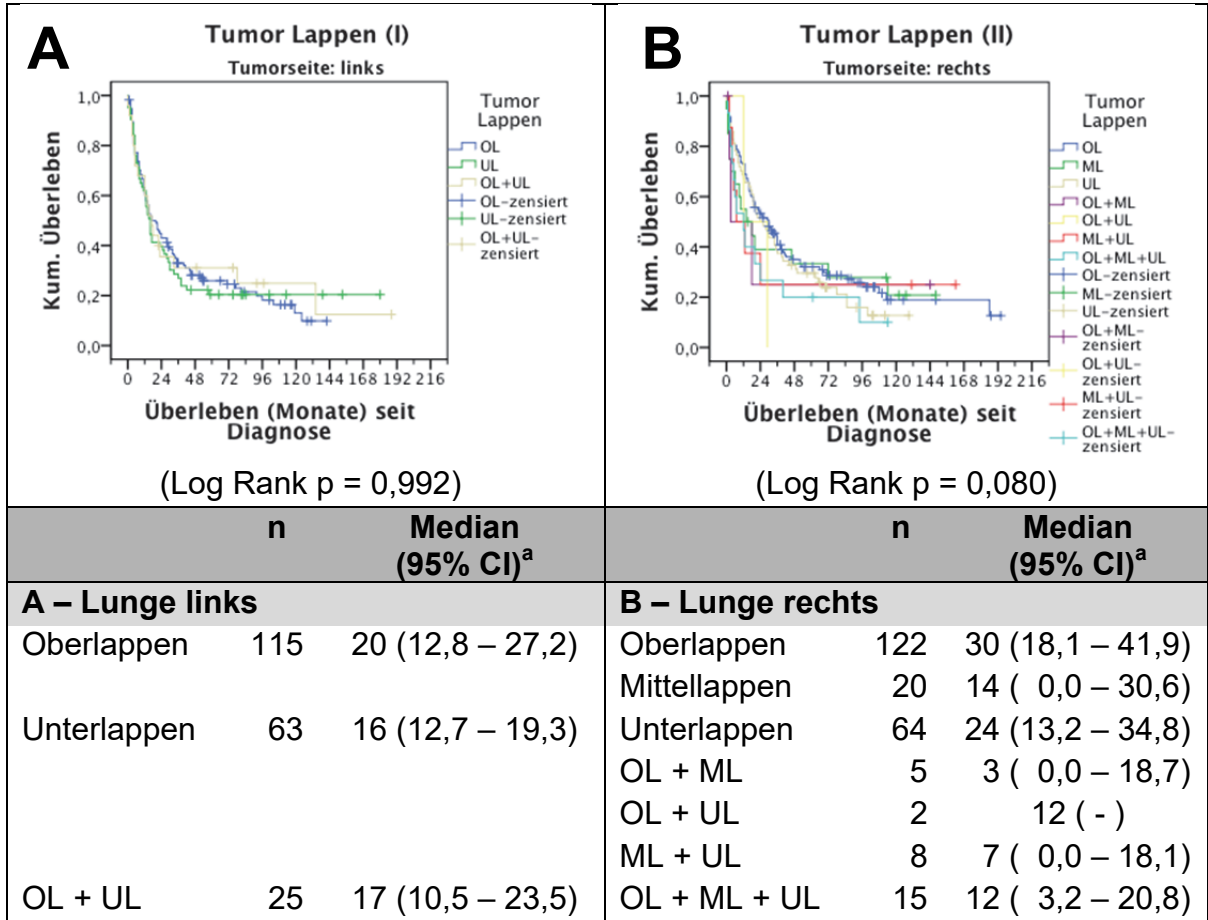 A
Tumor Lappen (I)
Tumorseite: links
Kum. Überleben
1,0
0,8
0,6
0,4
0,2
0,0
0 24 48 72 96 120 144 168 192 216
Überleben (Monate) seit
Diagnose
Tumor
Lappen
OL
UL
OL+UL
OL-zensiert
UL-zensiert
OL+UL-
zensiert
(Log Rank p = 0,992)
B
Tumor Lappen (II)
Tumorseite: rechts
Kum. Überleben
1,0
0,8
0,6
0,4
0,2
0,0
0 24 48 72 96 120 144 168 192 216
Überleben (Monate) seit
Diagnose
Tumor
Lappen
OL
ML
UL
OL+ML
OL+UL
ML+UL
OL+ML+UL
OL-zensiert
ML-zensiert
UL-zensiert
OL+ML-
zensiert
OL+UL-
zensiert
ML+UL-
zensiert
OL+ML+UL-
zensiert
(Log Rank p = 0,080)
n Median
(95% CI)a
A – Lunge links
Oberlappen 115 20 (12,8 – 27,2)
Unterlappen 63 16 (12,7 – 19,3)
OL + UL 25 17 (10,5 – 23,5)
n Median
(95% CI)a
B – Lunge rechts
Oberlappen 122 30 (18,1 – 41,9)
Mittellappen 20 14 ( 0,0 – 30,6)
Unterlappen 64 24 (13,2 – 34,8)
OL + ML 5 3 ( 0,0 – 18,7)
OL + UL 2 12 ( - )
ML + UL 8 7 ( 0,0 – 18,1)
OL + ML + UL 15 12 ( 3,2 – 20,8)